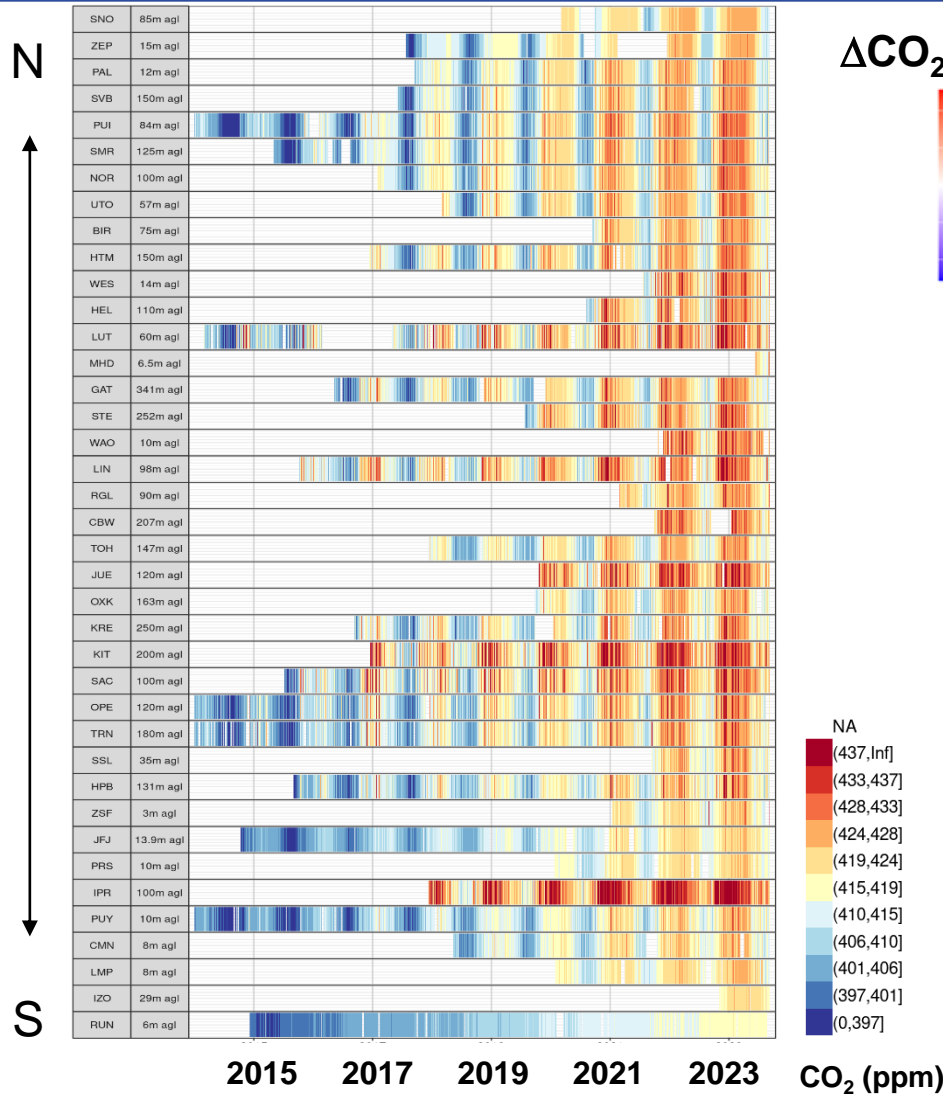 N
S
SNO 85m agl
ZEP 15m agl
PAL 12m agl
SVB 150m agl
PUI 84m agl
SMR 125m agl
NOR 100m agl
UTO 57m agl
BIR 75m agl
HTM 150m agl
WES 14m agl
HEL 110m agl
LUT 60m agl
MHD 6.5m agl
GAT 341m agl
STE 252m agl
WAO 10m agl
LIN 98m agl
RGL 90m agl
CBW 207m agl
TOH 147m agl
JUE 120m agl
OXK 163m agl
KRE 250m agl
KIT 200m agl
SAC 100m agl
OPE 120m agl
TRN 180m agl
SSL 35m agl
HPB 131m agl
ZSF 3m agl
JFJ 13.9m agl
PRS 10m agl
IPR 100m agl
PUY 10m agl
CMN 8m agl
LMP 8m agl
IZO 29m agl
RUN 6m agl
2015 2017 2019 2021 2023
ΔCO₂
NA
(437,Inf]
(433,437]
(428,433]
(424,428]
(419,424]
(415,419]
(410,415]
(406,410]
(401,406]
(397,401]
(0,397]
CO₂ (ppm)